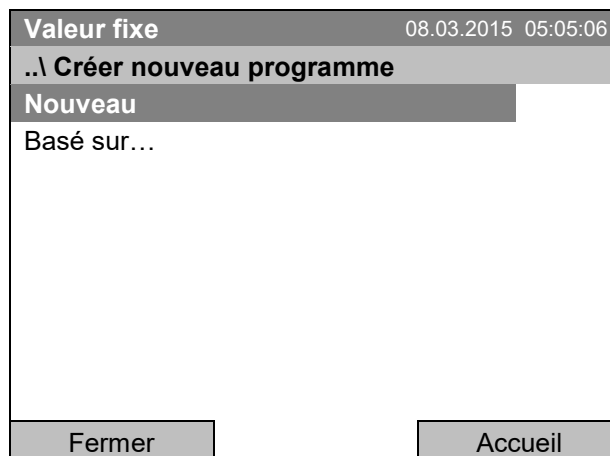 Valeur fixe 08.03.2015 05:05:06
..\ Créer nouveau programme
Nouveau
Basé sur…
Fermer Accueil